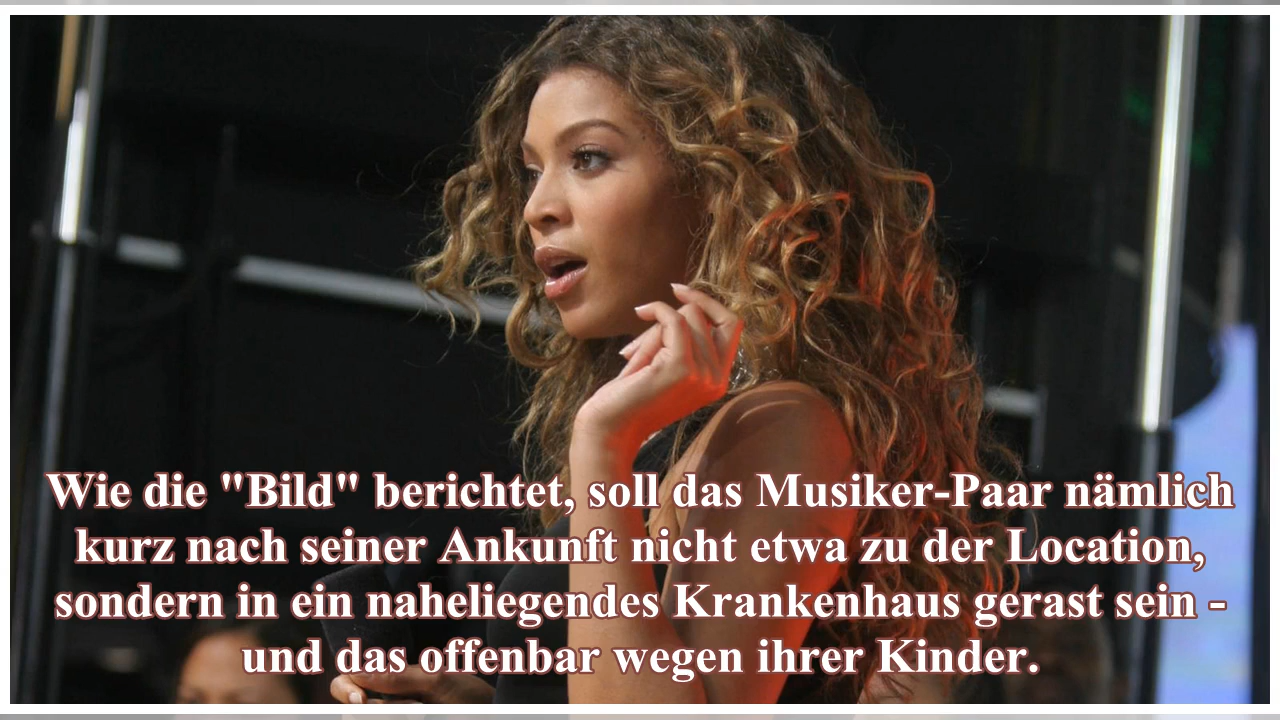 Wie die "Bild" berichtet, soll das Musiker-Paar nämlich
kurz nach seiner Ankunft nicht etwa zu der Location,
sondern in ein naheliegendes Krankenhaus gerast sein -
und das offenbar wegen ihrer Kinder.